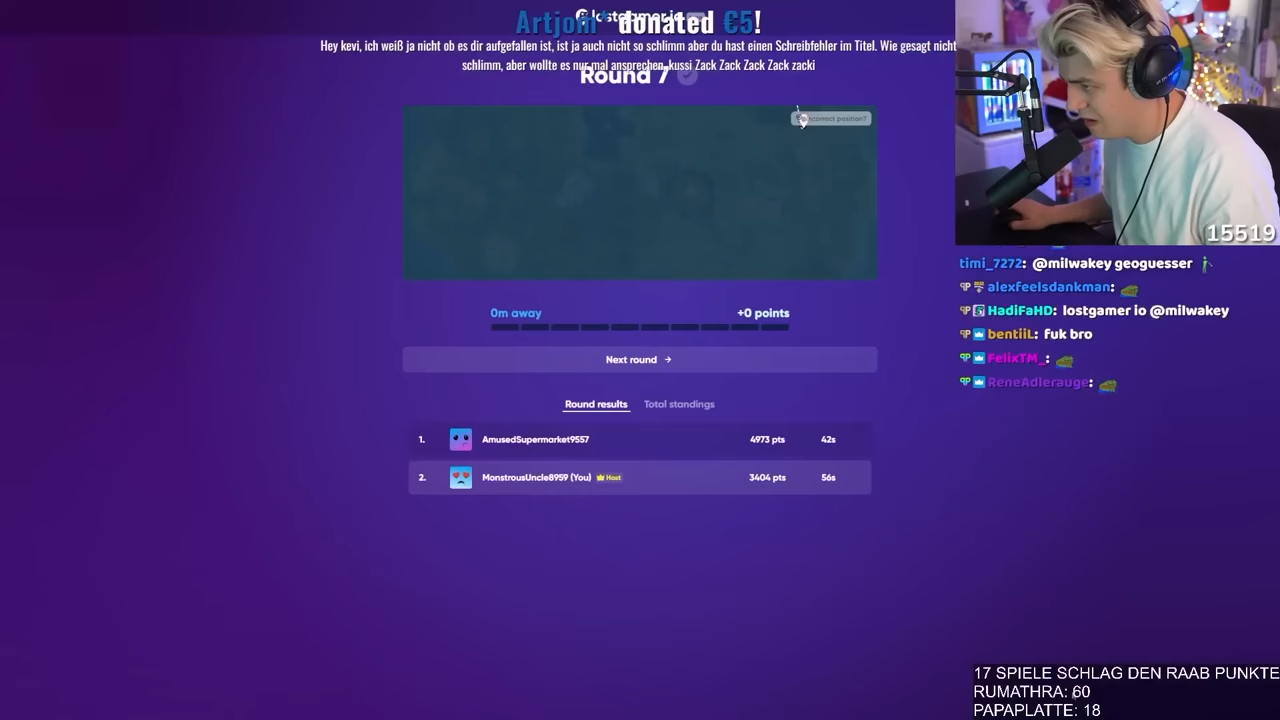 Artjom* donated €5!
Hey kevi, ich weiß ja nicht ob es dir aufgefallen ist, ist ja auch nicht so schlimm aber du hast einen Schreibfehler im Titel. Wie gesagt nicht
schlimm, aber wollte es nur mal ansprechen, kussi Zack Zack Zack Zack zacki
Round 7
correct position?
0m away
+0 points
Next round →
Round results
Total standings
1. AmusedSupermarket9557 4973 pts 42s
2. MonstrousUncle8959 (You) Host 3404 pts 56s
15519
timi_7272: @milwakey geoguesser
alexfeelsdankman:
HadiFaHD: lostgamer io @milwakey
bentiiL: fuk bro
FelixTM_:
ReneAdlerauge:
17 SPIELE SCHLAG DEN RAAB PUNKTE
RUMATHRA: 60
PAPAPLATTE: 18